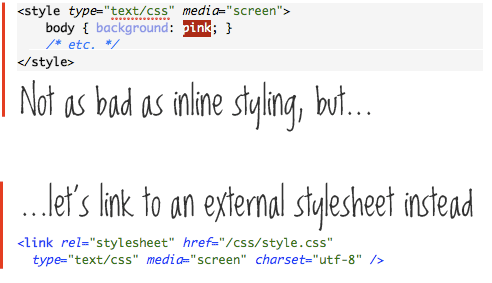 <style type="text/css" media="screen">
body { background: pink; }
/* etc. */
</style>
Not as bad as inline styling, but...
...let's link to an external stylesheet instead
<link rel="stylesheet" href="/css/style.css"
type="text/css" media="screen" charset="utf-8" />